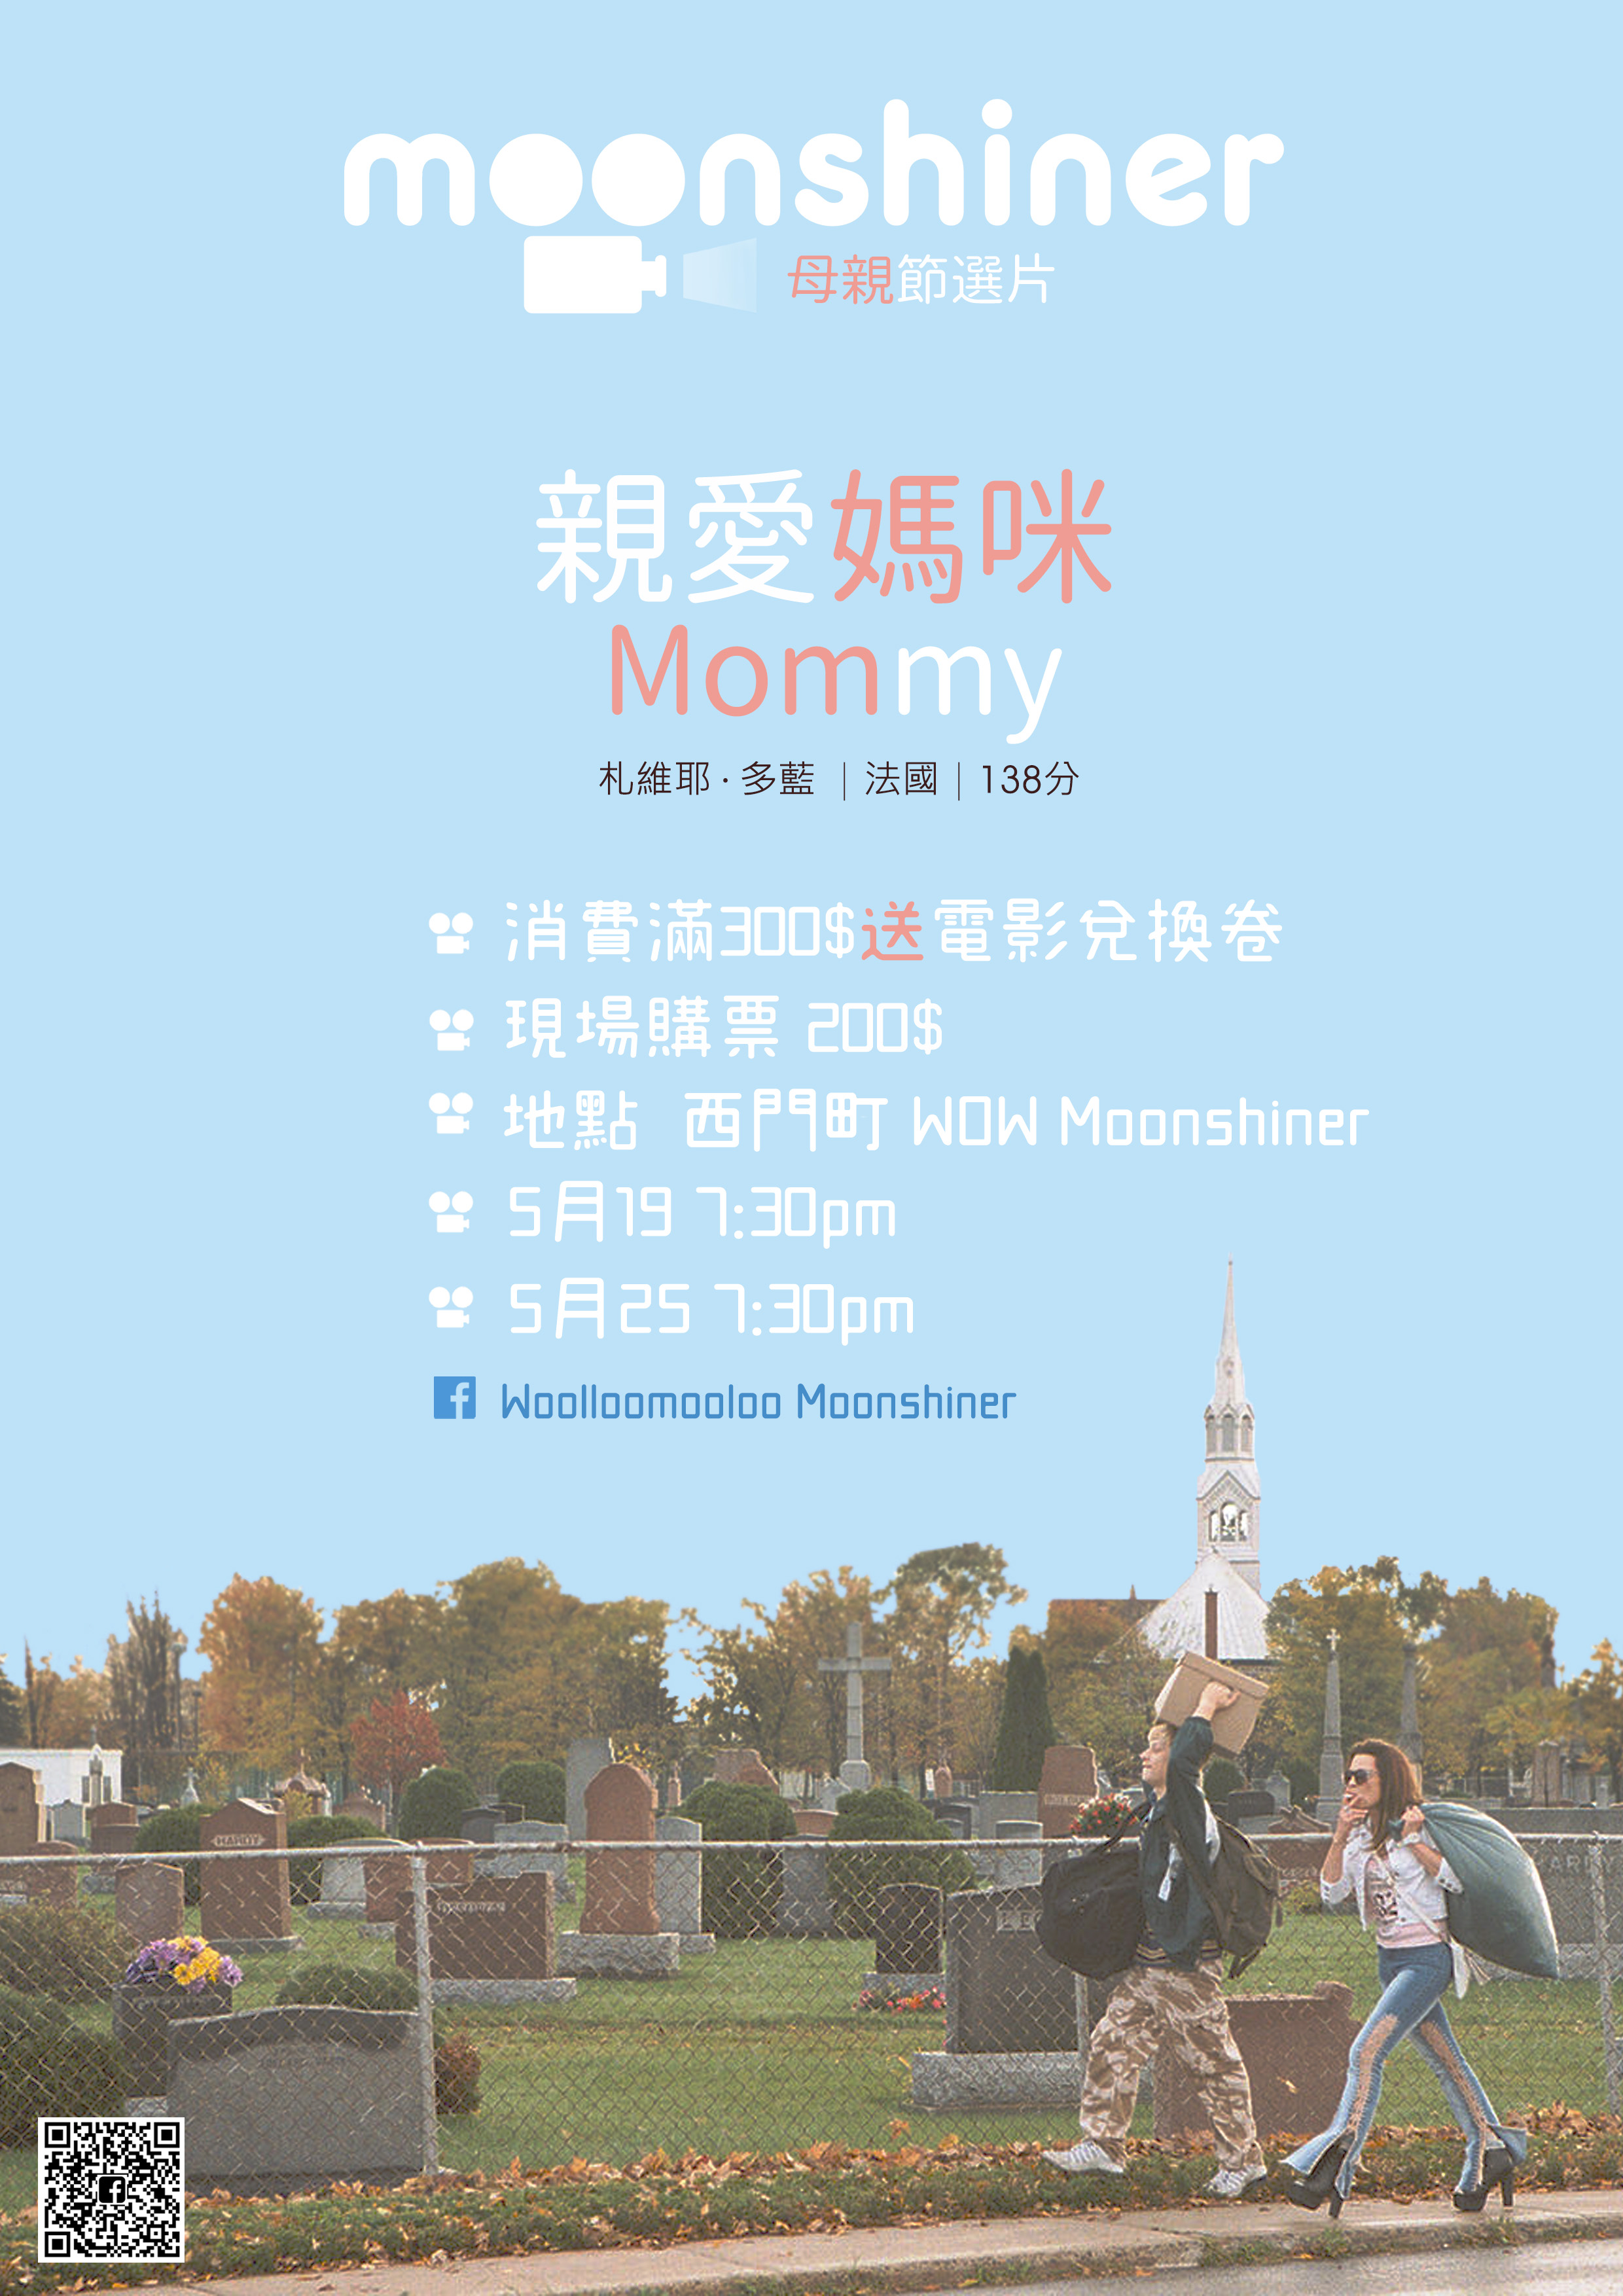 moonshiner
母親節選片
親愛媽咪
Mommy
札維耶·多藍 | 法國 | 138分
消費滿300$送電影兌換卷
現場購票 200$
地點 西門町 WOW Moonshiner
5月19 7:30pm
5月25 7:30pm
f Woolloomooloo Moonshiner
HARDY